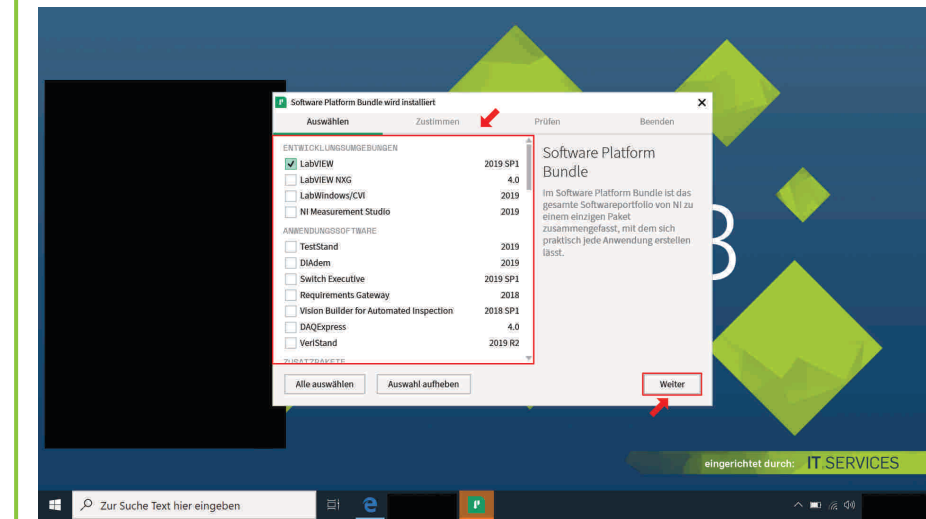 Software Platform Bundle wird installiert
Auswählen Zustimmen Prüfen Beenden
ENTWICKLUNGSUMGEBUNGEN
LabVIEW 2019 SP1
LabVIEW NXG 4.0
LabWindows/CVI 2019
NI Measurement Studio 2019
ANWENDUNGSSOFTWARE
TestStand 2019
DIAdem 2019
Switch Executive 2019 SP1
Requirements Gateway 2018
Vision Builder for Automated Inspection 2018 SP1
DAQExpress 4.0
VeriStand 2019 R2
ZUSATZPAKETE
Software Platform
Bundle
Im Software Platform Bundle ist das
gesamte Softwareportfolio von NI zu
einem einzigen Paket
zusammengefasst, mit dem sich
praktisch jede Anwendung erstellen
lässt.
Alle auswählen Auswahl aufheben Weiter
eingerichtet durch: IT.SERVICES
Zur Suche Text hier eingeben